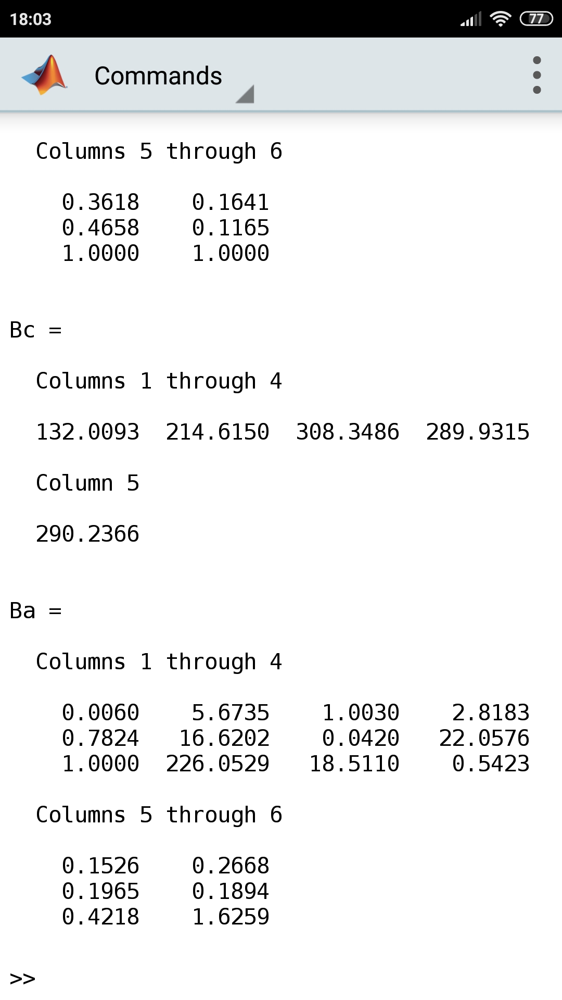 18:03
77
Commands
Columns 5 through 6
0.3618 0.1641
0.4658 0.1165
1.0000 1.0000
Bc =
Columns 1 through 4
132.0093 214.6150 308.3486 289.9315
Column 5
290.2366
Ba =
Columns 1 through 4
0.0060 5.6735 1.0030 2.8183
0.7824 16.6202 0.0420 22.0576
1.0000 226.0529 18.5110 0.5423
Columns 5 through 6
0.1526 0.2668
0.1965 0.1894
0.4218 1.6259
>>